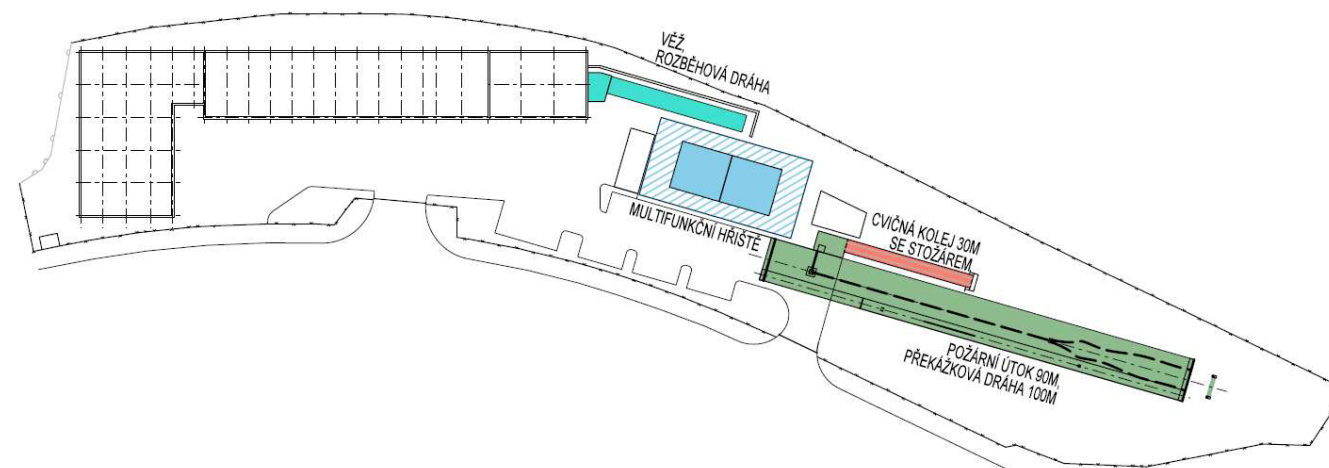 VĚŽ,
ROZBĚHOVÁ DRÁHA
MULTIFUNKČNÍ HŘIŠTĚ
CVIČNÁ KOLEJ 30M
SE STOŽÁREM
POŽÁRNÍ ÚTOK 90M,
PŘEKÁŽKOVÁ DRÁHA 100M